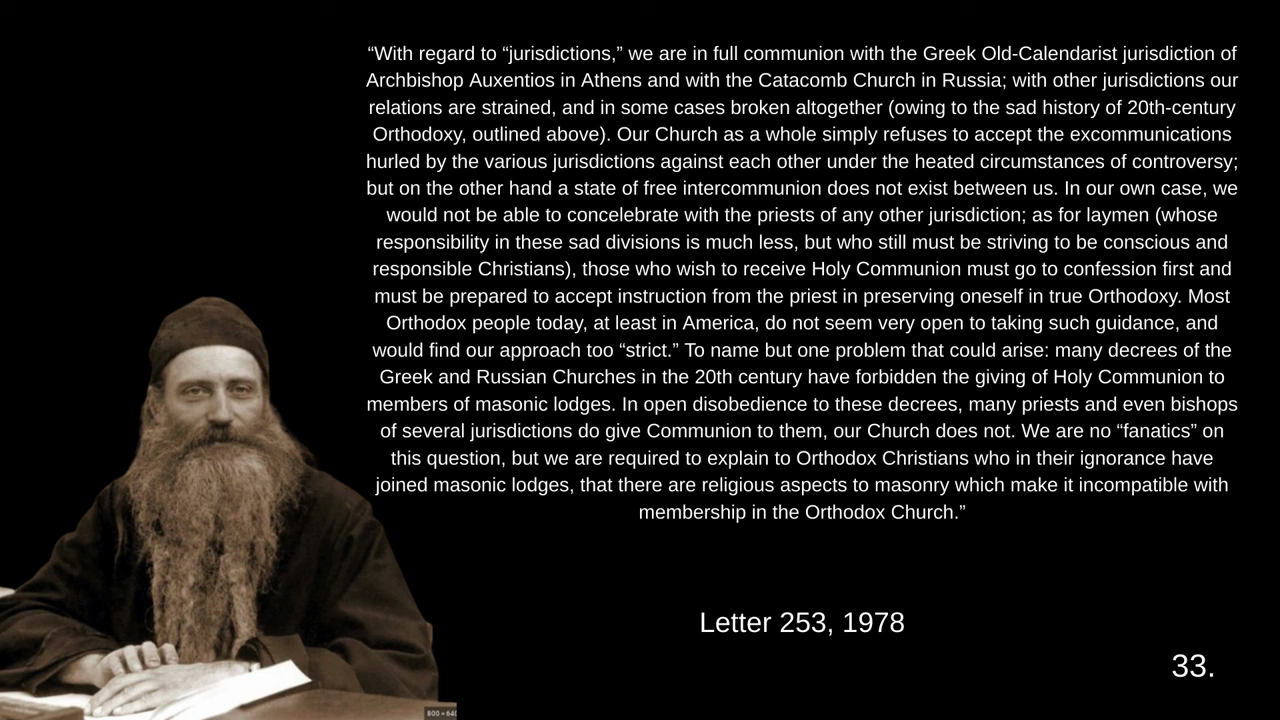 “With regard to “jurisdictions,” we are in full communion with the Greek Old-Calendarist jurisdiction of
Archbishop Auxentios in Athens and with the Catacomb Church in Russia; with other jurisdictions our
relations are strained, and in some cases broken altogether (owing to the sad history of 20th-century
Orthodoxy, outlined above). Our Church as a whole simply refuses to accept the excommunications
hurled by the various jurisdictions against each other under the heated circumstances of controversy;
but on the other hand a state of free intercommunion does not exist between us. In our own case, we
would not be able to concelebrate with the priests of any other jurisdiction; as for laymen (whose
responsibility in these sad divisions is much less, but who still must be striving to be conscious and
responsible Christians), those who wish to receive Holy Communion must go to confession first and
must be prepared to accept instruction from the priest in preserving oneself in true Orthodoxy. Most
Orthodox people today, at least in America, do not seem very open to taking such guidance, and
would find our approach too “strict.” To name but one problem that could arise: many decrees of the
Greek and Russian Churches in the 20th century have forbidden the giving of Holy Communion to
members of masonic lodges. In open disobedience to these decrees, many priests and even bishops
of several jurisdictions do give Communion to them, our Church does not. We are no “fanatics” on
this question, but we are required to explain to Orthodox Christians who in their ignorance have
joined masonic lodges, that there are religious aspects to masonry which make it incompatible with
membership in the Orthodox Church.”
Letter 253, 1978
33.
800 × 640